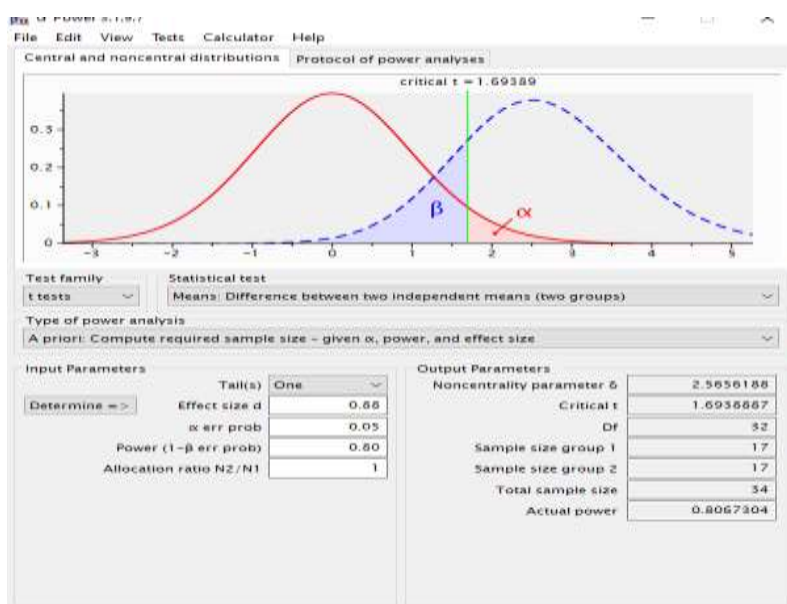 G*Power 3.1.9.7
File Edit View Tests Calculator Help
Central and noncentral distributions Protocol of power analyses
critical t = 1.69389
0.3
0.2
0.1
0
β
α
-3 -2 -1 0 1 2 3 4 5
Test family Statistical test
t tests Means: Difference between two independent means (two groups)
Type of power analysis
A priori: Compute required sample size – given α, power, and effect size
Input Parameters Output Parameters
Tail(s) One Noncentrality parameter δ 2.5656188
Determine => Effect size d 0.88 Critical t 1.6938887
α err prob 0.05 Df 32
Power (1-β err prob) 0.80 Sample size group 1 17
Allocation ratio N2/N1 1 Sample size group 2 17
Total sample size 34
Actual power 0.8067304